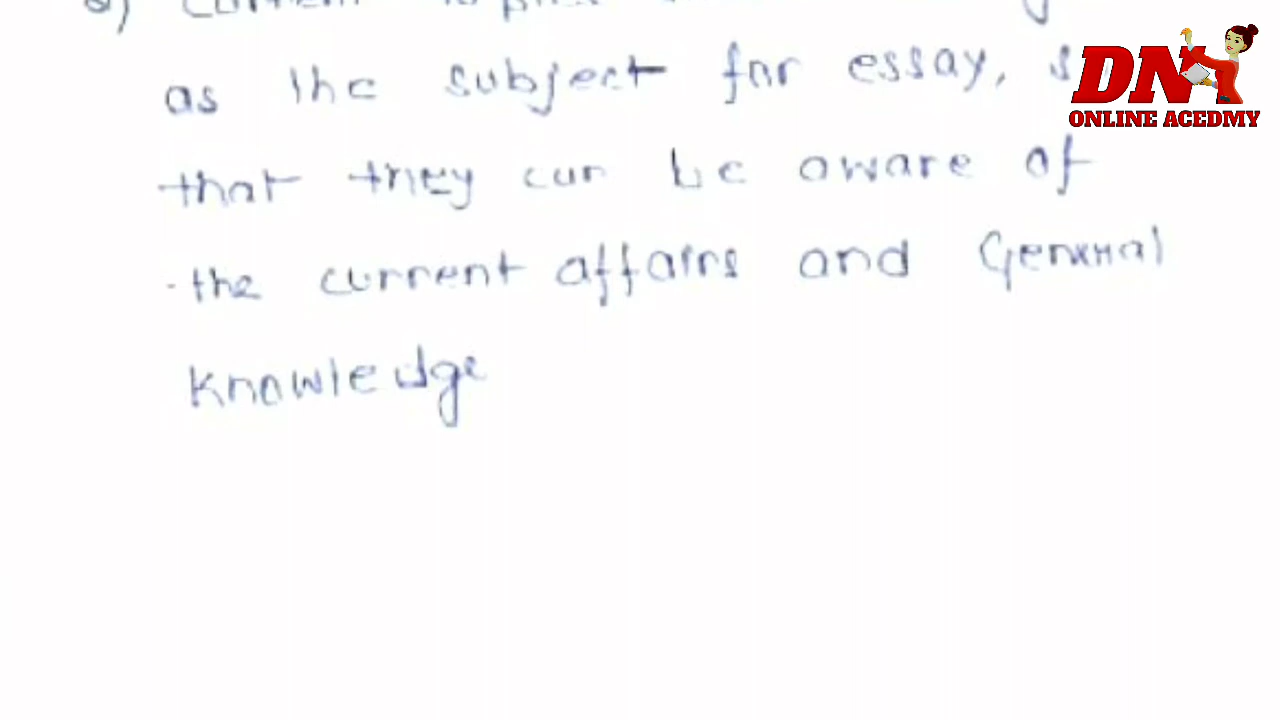 as the subject for essay, s
that they can be aware of
the current affairs and General
knowledge
DN
ONLINE ACEDMY